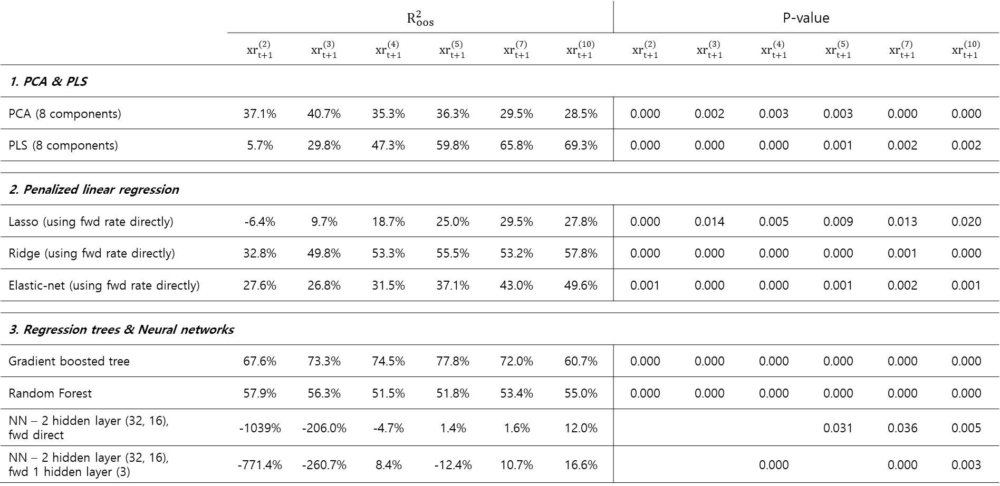 R²oos P-value
xr(2)t+1 xr(3)t+1 xr(4)t+1 xr(5)t+1 xr(7)t+1 xr(10)t+1 xr(2)t+1 xr(3)t+1 xr(4)t+1 xr(5)t+1 xr(7)t+1 xr(10)t+1
1. PCA & PLS
PCA (8 components) 37.1% 40.7% 35.3% 36.3% 29.5% 28.5% 0.000 0.002 0.003 0.003 0.000 0.000
PLS (8 components) 5.7% 29.8% 47.3% 59.8% 65.8% 69.3% 0.000 0.000 0.000 0.001 0.002 0.002
2. Penalized linear regression
Lasso (using fwd rate directly) -6.4% 9.7% 18.7% 25.0% 29.5% 27.8% 0.000 0.014 0.005 0.009 0.013 0.020
Ridge (using fwd rate directly) 32.8% 49.8% 53.3% 55.5% 53.2% 57.8% 0.000 0.000 0.000 0.000 0.001 0.000
Elastic-net (using fwd rate directly) 27.6% 26.8% 31.5% 37.1% 43.0% 49.6% 0.001 0.000 0.000 0.001 0.002 0.001
3. Regression trees & Neural networks
Gradient boosted tree 67.6% 73.3% 74.5% 77.8% 72.0% 60.7% 0.000 0.000 0.000 0.000 0.000 0.000
Random Forest 57.9% 56.3% 51.5% 51.8% 53.4% 55.0% 0.000 0.000 0.000 0.000 0.000 0.000
NN – 2 hidden layer (32, 16),
fwd direct -1039% -206.0% -4.7% 1.4% 1.6% 12.0% 0.031 0.036 0.005
NN – 2 hidden layer (32, 16),
fwd 1 hidden layer (3) -771.4% -260.7% 8.4% -12.4% 10.7% 16.6% 0.000 0.000 0.003